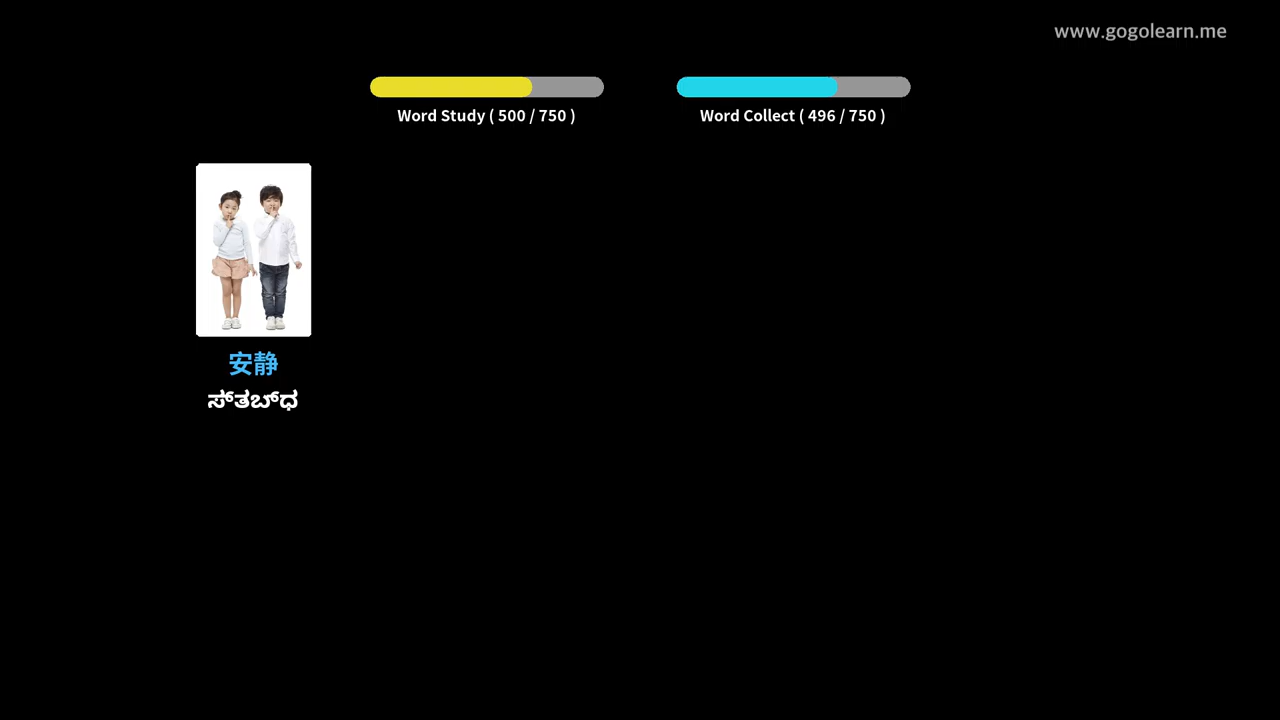 www.gogolearn.me
Word Study ( 500 / 750 )
Word Collect ( 496 / 750 )
安静
ಸ್‌ತಬ್‌ಧ